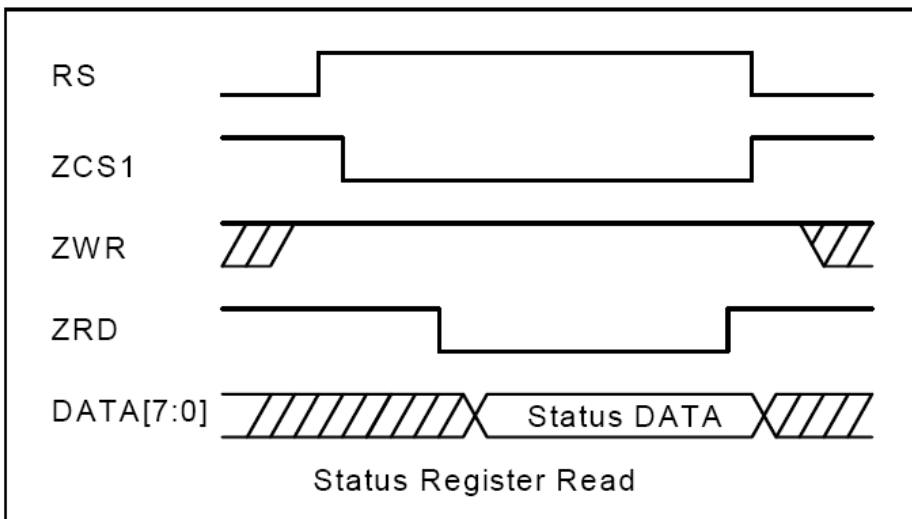 RS
ZCS1
ZWR
ZRD
DATA[7:0]
Status DATA
Status Register Read